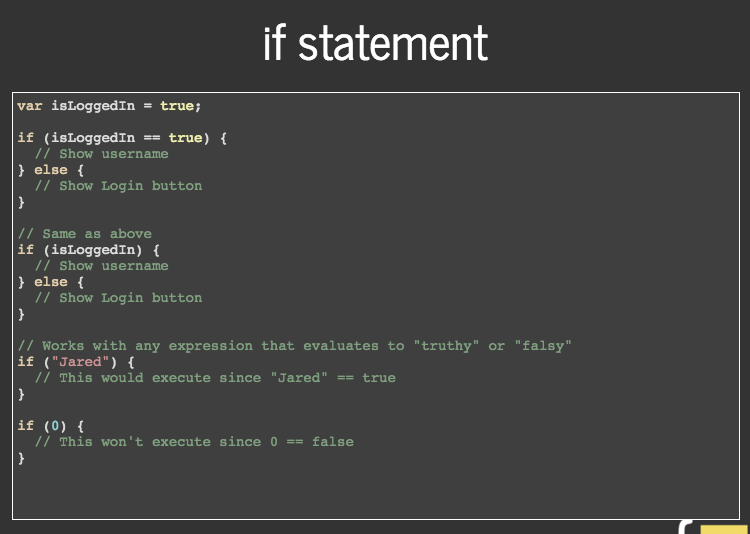 if statement
var isLoggedIn = true;
if (isLoggedIn == true) {
  // Show username
} else {
  // Show Login button
}
// Same as above
if (isLoggedIn) {
  // Show username
} else {
  // Show Login button
}
// Works with any expression that evaluates to "truthy" or "falsy"
if ("Jared") {
  // This would execute since "Jared" == true
}
if (0) {
  // This won't execute since 0 == false
}